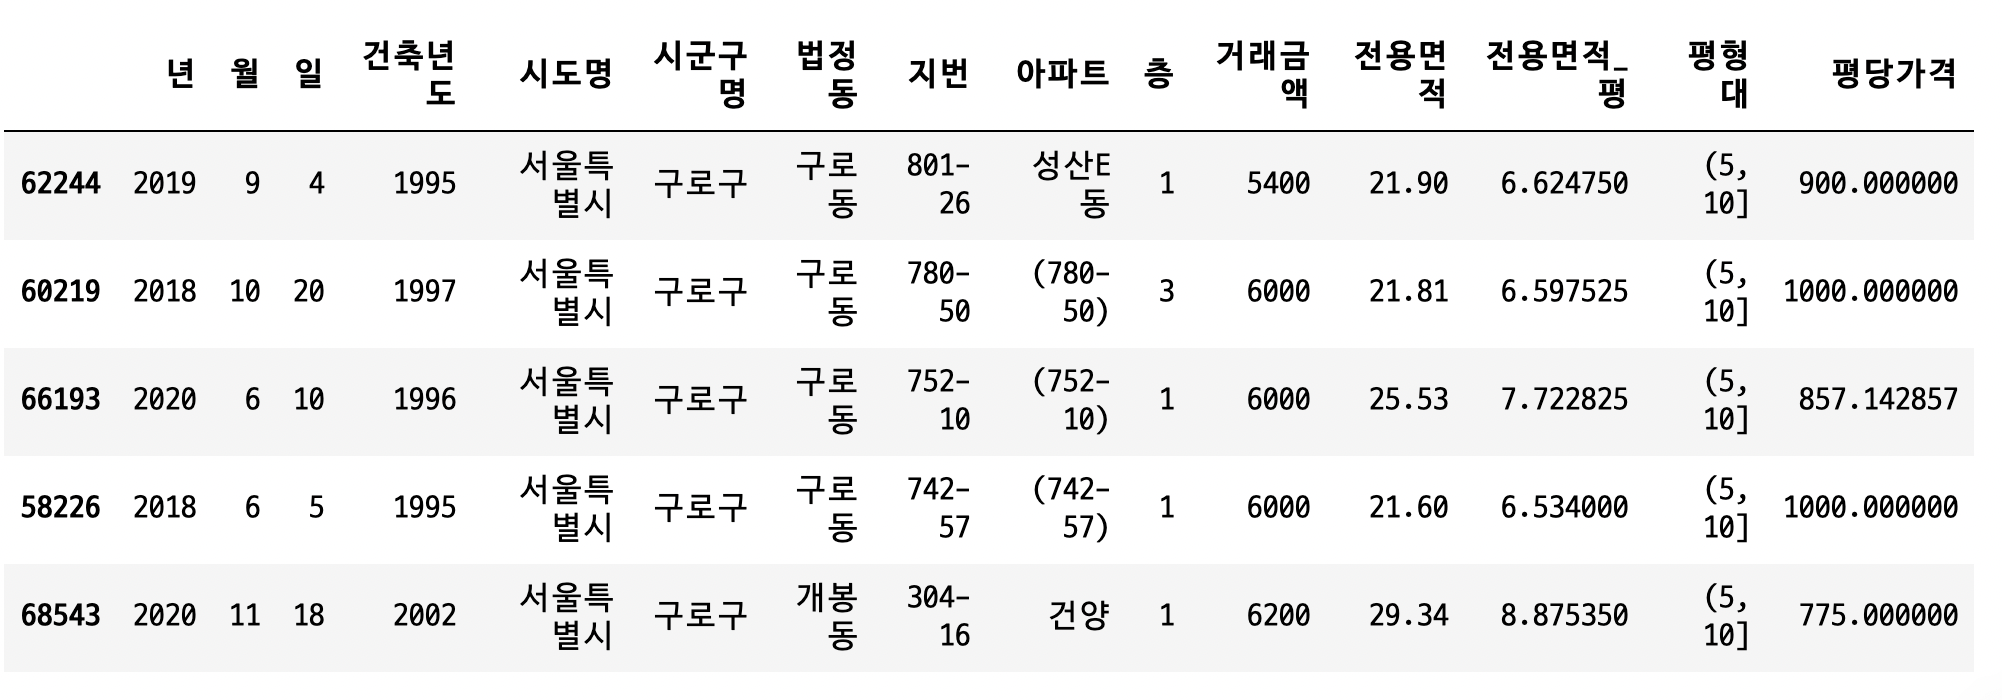 년 월 일 건축년도 시도명 시군구명 법정동 지번 아파트 층 거래금액 전용면적 전용면적_평 평형대 평당가격
62244 2019 9 4 1995 서울특별시 구로구 구로동 801-26 성산E동 1 5400 21.90 6.624750 (5, 10] 900.000000
60219 2018 10 20 1997 서울특별시 구로구 구로동 780-50 (780-50) 3 6000 21.81 6.597525 (5, 10] 1000.000000
66193 2020 6 10 1996 서울특별시 구로구 구로동 752-10 (752-10) 1 6000 25.53 7.722825 (5, 10] 857.142857
58226 2018 6 5 1995 서울특별시 구로구 구로동 742-57 (742-57) 1 6000 21.60 6.534000 (5, 10] 1000.000000
68543 2020 11 18 2002 서울특별시 구로구 개봉동 304-16 건양 1 6200 29.34 8.875350 (5, 10] 775.000000